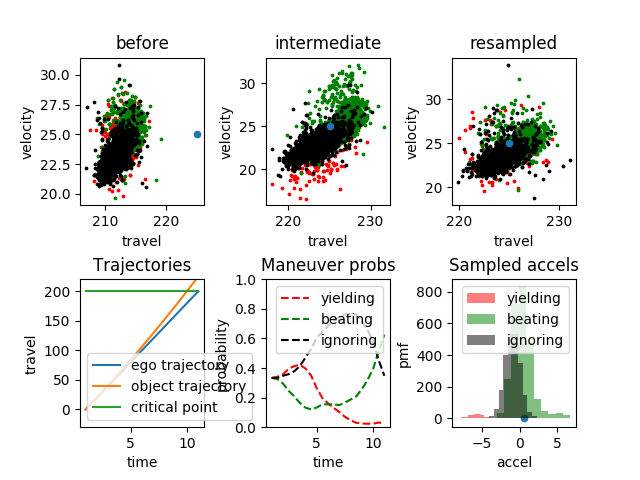 before
intermediate
resampled
30.0
27.5
25.0
22.5
20.0
velocity
210
220
travel
30
25
20
velocity
220
230
travel
30
25
20
velocity
220
230
travel
Trajectories
Maneuver probs
Sampled accels
200
150
100
50
0
travel
ego trajectory
object trajectory
critical point
5
10
time
1.0
0.8
0.6
0.4
0.2
0.0
probability
yielding
beating
ignoring
5
10
time
800
600
400
200
0
pmf
yielding
beating
ignoring
−5
0
5
accel